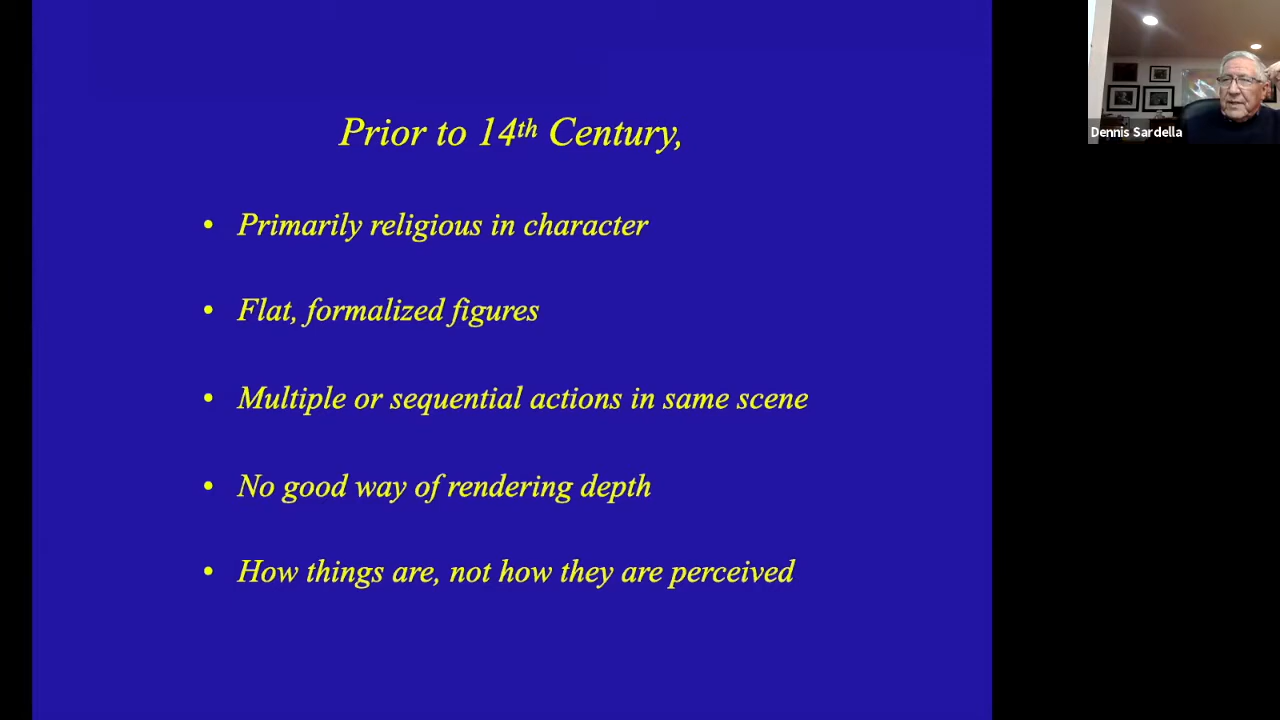 Prior to 14th Century,
• Primarily religious in character
• Flat, formalized figures
• Multiple or sequential actions in same scene
• No good way of rendering depth
• How things are, not how they are perceived
Dennis Sardella